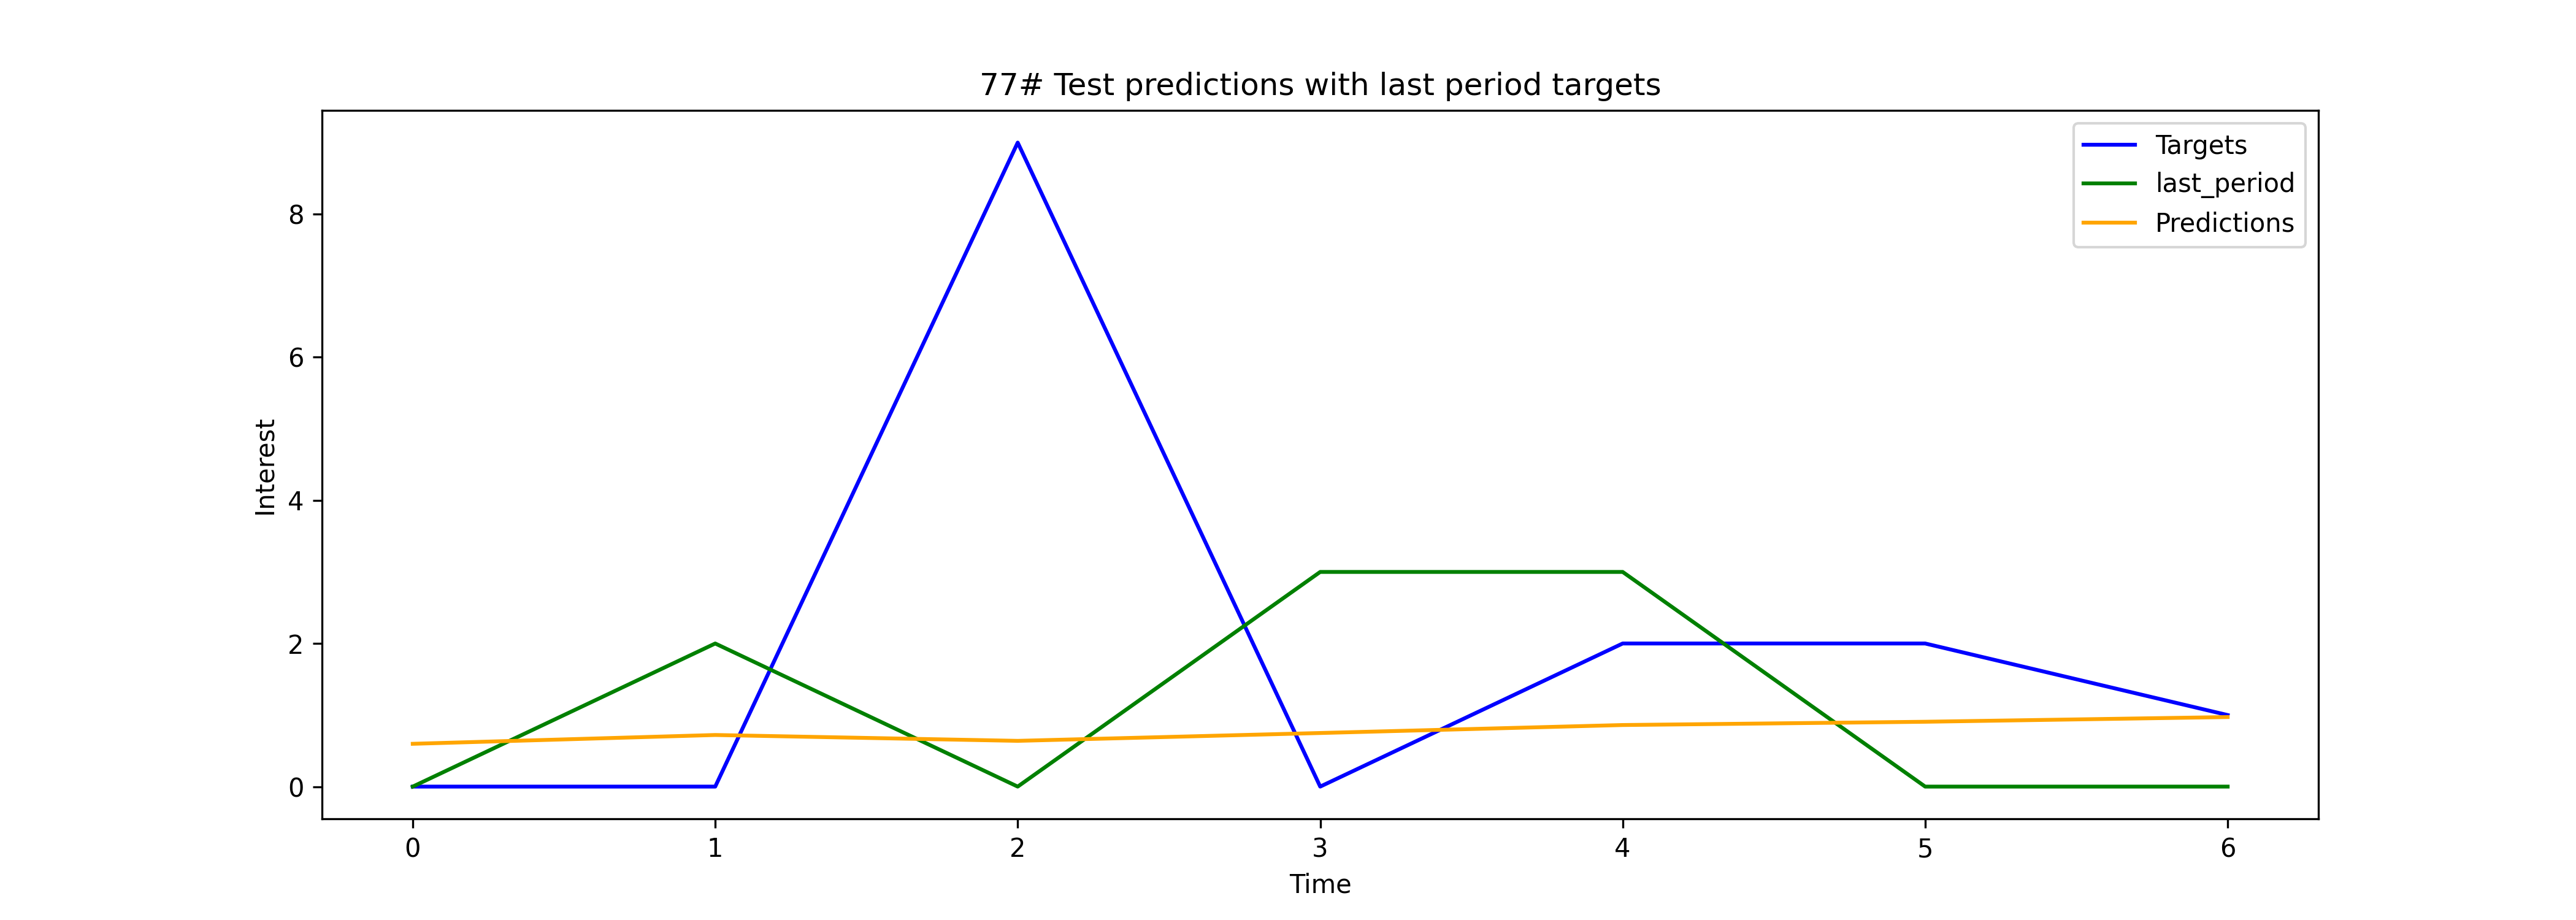 77# Test predictions with last period targets
Targets
last_period
Predictions
8
6
4
2
0
Interest
0 1 2 3 4 5 6
Time